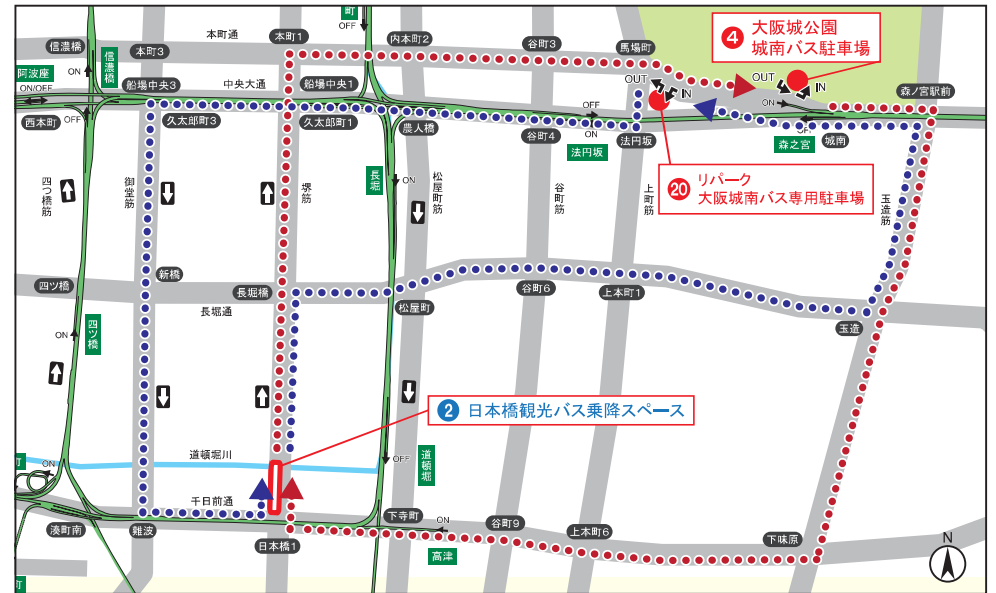 町
OFF
本町通
本町1
内本町2
谷町3
馬場町
❹ 大阪城公園
城南バス駐車場
信濃橋
本町3
信濃橋
ON
阿波座
ON/OFF
船場中央3
中央大通
船場中央1
OUT
IN
OUT
IN
森ノ宮駅前
ON
OFF
西本町
OFF
久太郎町3
久太郎町1
農人橋
OFF
谷町4
ON
法円坂
法円坂
OFF
森之宮
城南
⓴ リパーク
大阪城南バス専用駐車場
四つ橋筋
御堂筋
堺筋
長堀
ON
松屋町筋
谷町筋
上町筋
玉造筋
四ツ橋
新橋
長堀橋
長堀通
松屋町
谷町6
上本町1
玉造
ON
四ツ橋
❷ 日本橋観光バス乗降スペース
道頓堀川
OFF
道頓堀
町
ON
千日前通
湊町南
難波
日本橋1
下寺町
ON
高津
谷町9
上本町6
下味原
N
町